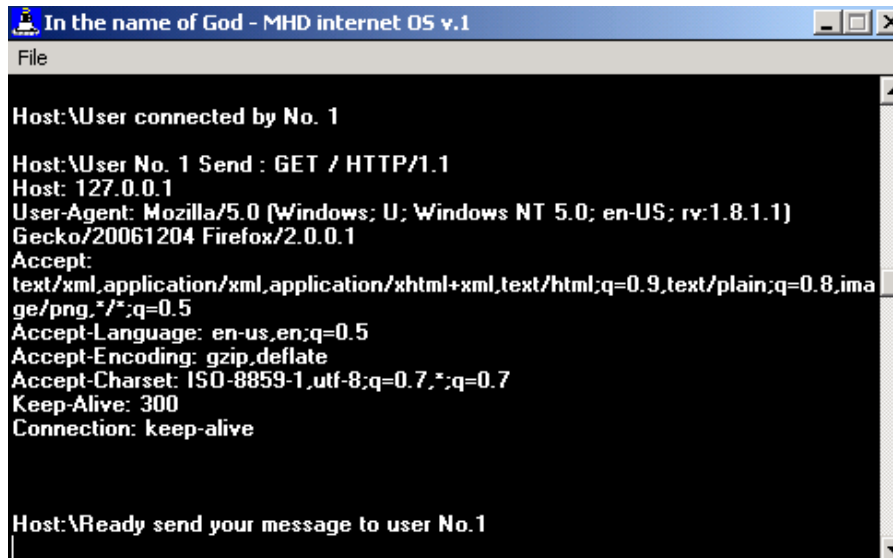 In the name of God - MHD internet OS v.1
File
Host:\User connected by No. 1
Host:\User No. 1 Send : GET / HTTP/1.1
Host: 127.0.0.1
User-Agent: Mozilla/5.0 (Windows; U; Windows NT 5.0; en-US; rv:1.8.1.1)
Gecko/20061204 Firefox/2.0.0.1
Accept:
text/xml,application/xml,application/xhtml+xml,text/html;q=0.9,text/plain;q=0.8,ima
ge/png,*/*;q=0.5
Accept-Language: en-us,en;q=0.5
Accept-Encoding: gzip,deflate
Accept-Charset: ISO-8859-1,utf-8;q=0.7,*;q=0.7
Keep-Alive: 300
Connection: keep-alive
Host:\Ready send your message to user No.1